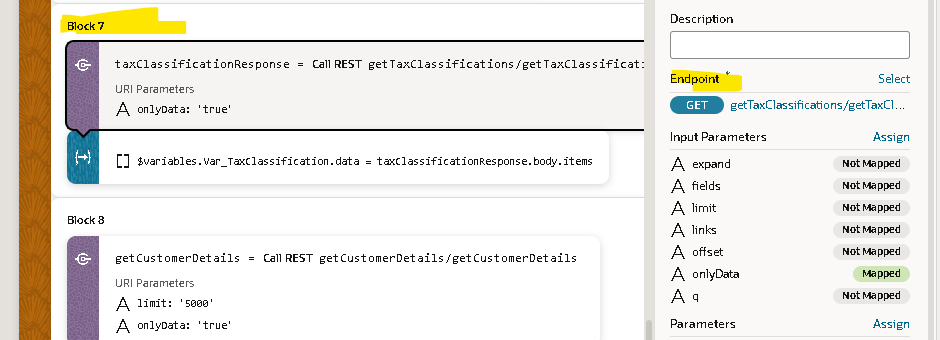 Block 7
taxClassificationResponse = Call REST getTaxClassifications/getTaxClassificatio
URI Parameters
A onlyData: 'true'
[] $variables.Var_TaxClassification.data = taxClassificationResponse.body.items
Block 8
getCustomerDetails = Call REST getCustomerDetails/getCustomerDetails
URI Parameters
A limit: '5000'
A onlyData: 'true'
Description
Endpoint * Select
GET getTaxClassifications/getTaxCl...
Input Parameters Assign
A expand Not Mapped
A fields Not Mapped
A limit Not Mapped
A links Not Mapped
A offset Not Mapped
A onlyData Mapped
A q Not Mapped
Parameters Assign